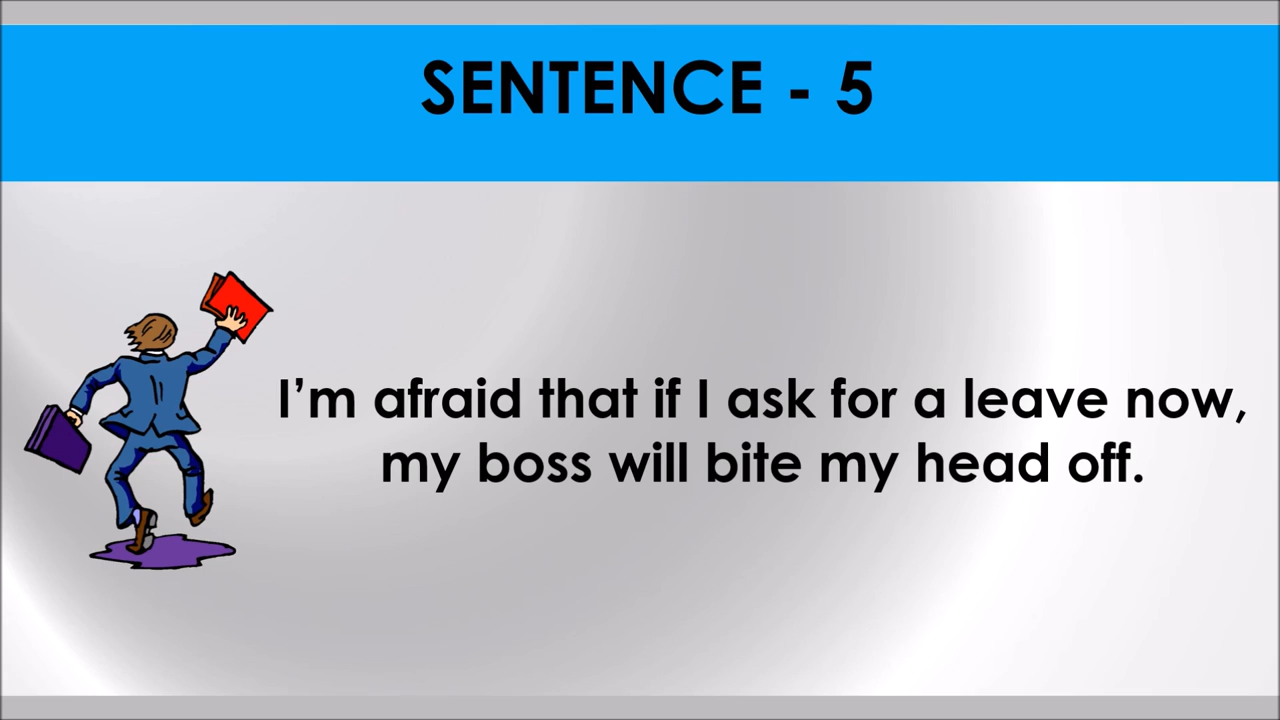 SENTENCE - 5
I’m afraid that if I ask for a leave now,
my boss will bite my head off.